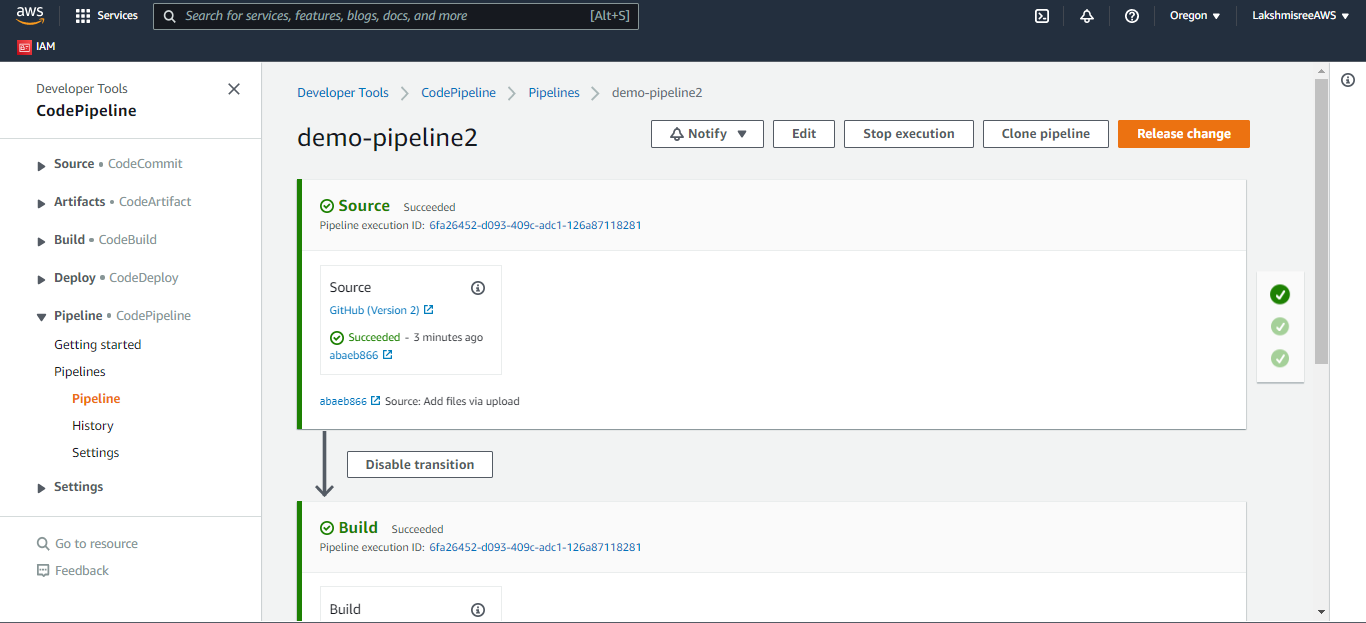 aws
Services
Search for services, features, blogs, docs, and more [Alt+S]
Oregon ▼
LakshmisreeAWS ▼
IAM
Developer Tools
CodePipeline
Source • CodeCommit
Artifacts • CodeArtifact
Build • CodeBuild
Deploy • CodeDeploy
Pipeline • CodePipeline
Getting started
Pipelines
Pipeline
History
Settings
Settings
Go to resource
Feedback
Developer Tools > CodePipeline > Pipelines > demo-pipeline2
demo-pipeline2
Notify ▼
Edit
Stop execution
Clone pipeline
Release change
Source Succeeded
Pipeline execution ID: 6fa26452-d093-409c-adc1-126a87118281
Source
GitHub (Version 2)
Succeeded - 3 minutes ago
abaeb866
abaeb866 Source: Add files via upload
Disable transition
Build Succeeded
Pipeline execution ID: 6fa26452-d093-409c-adc1-126a87118281
Build